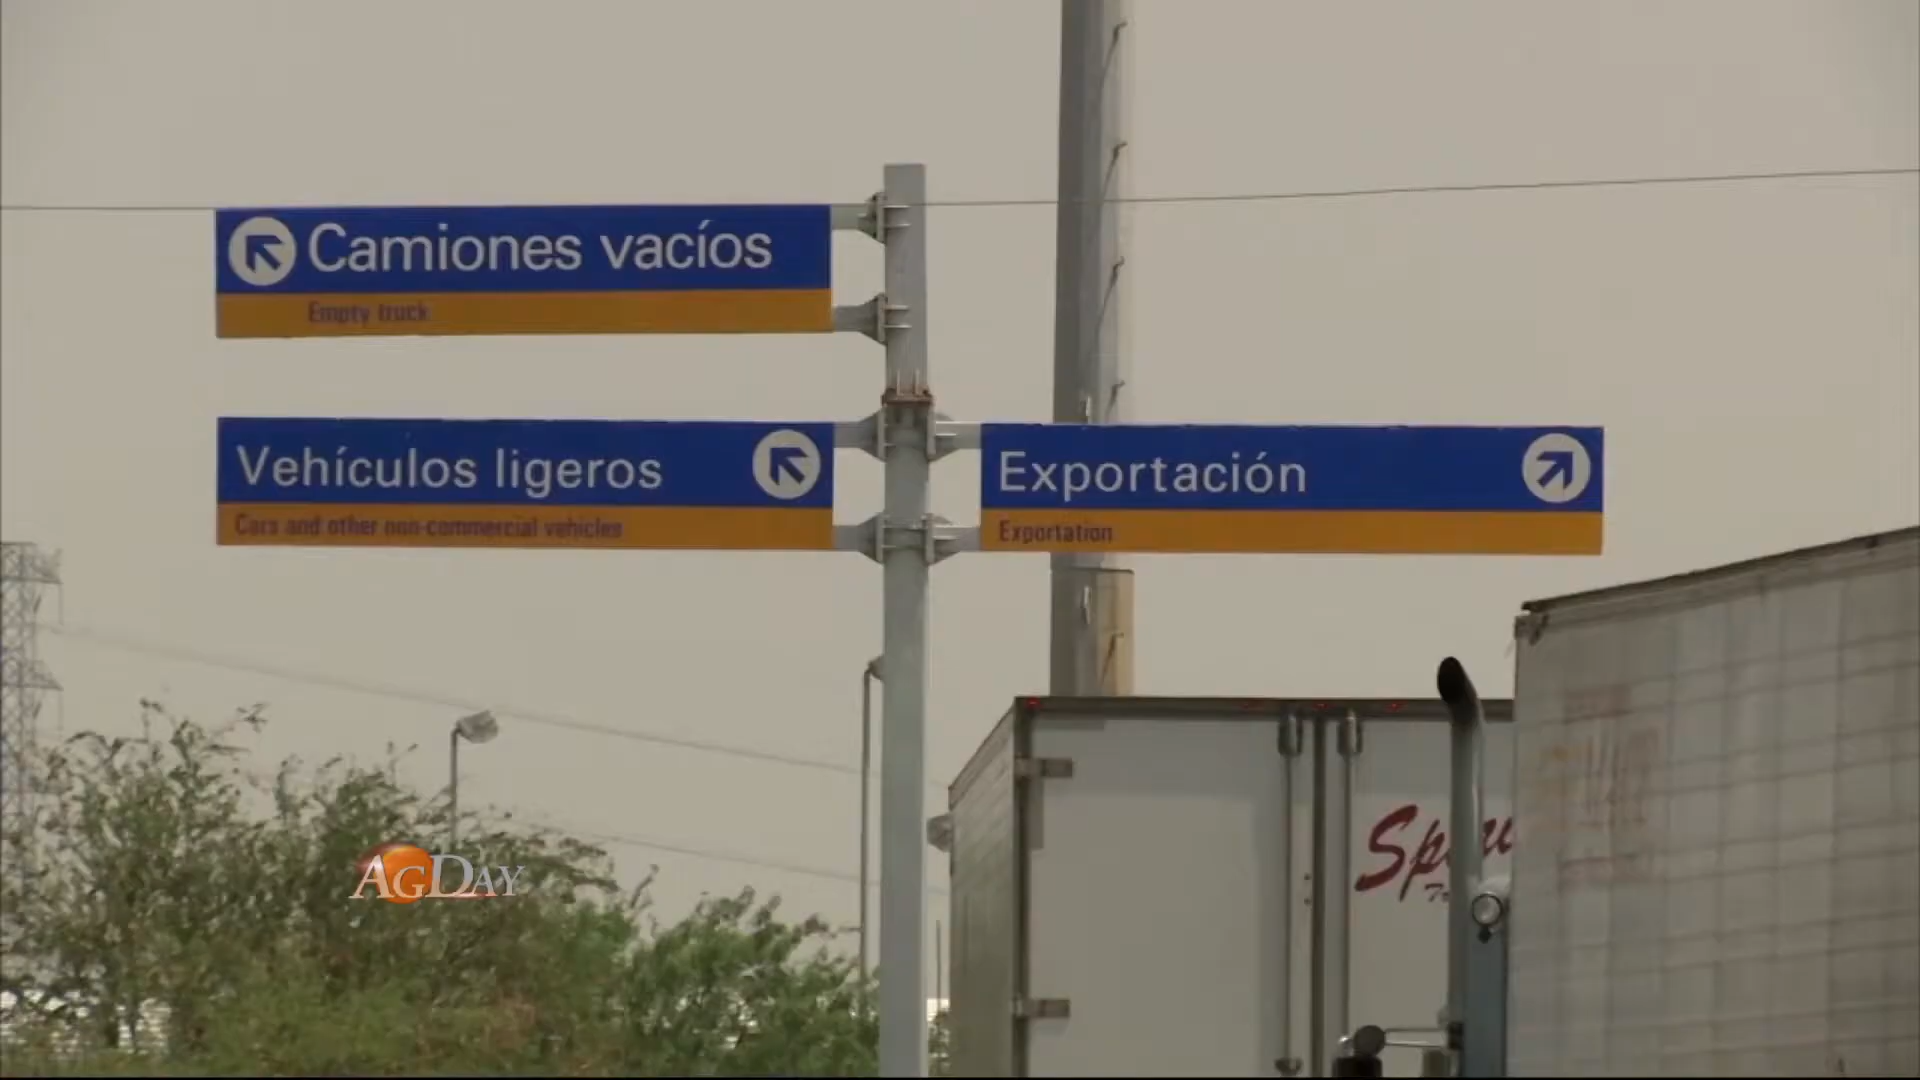 Camiones vacíos
Empty truck
Vehículos ligeros
Cars and other non-commercial vehicles
Exportación
Exportation
AGDAY